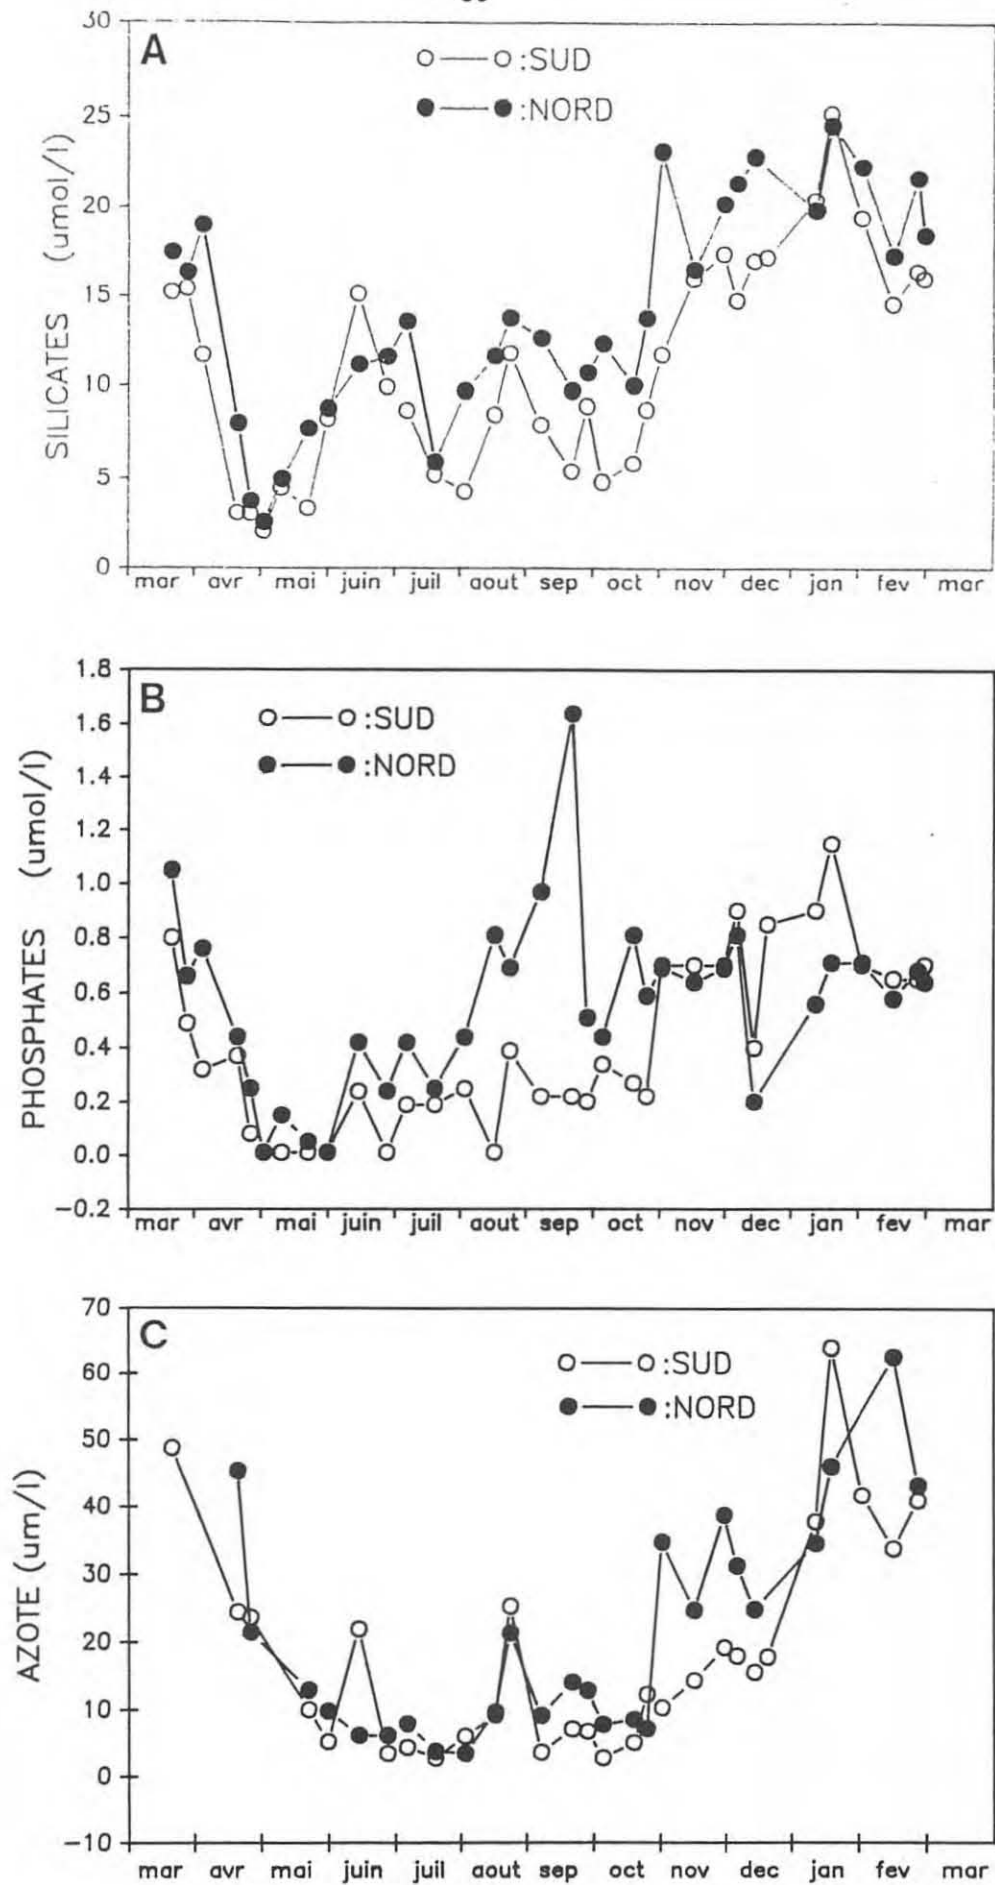 30
A
O——O :SUD
●——● :NORD
25
20
15
10
5
0
SILICATES (umol/l)
mar avr mai juin juil aout sep oct nov dec jan fev mar
1.8
B
O——O :SUD
●——● :NORD
1.6
1.4
1.2
1.0
0.8
0.6
0.4
0.2
0.0
-0.2
PHOSPHATES (umol/l)
mar avr mai juin juil aout sep oct nov dec jan fev mar
70
C
O——O :SUD
●——● :NORD
60
50
40
30
20
10
0
-10
AZOTE (um/l)
mar avr mai juin juil aout sep oct nov dec jan fev mar